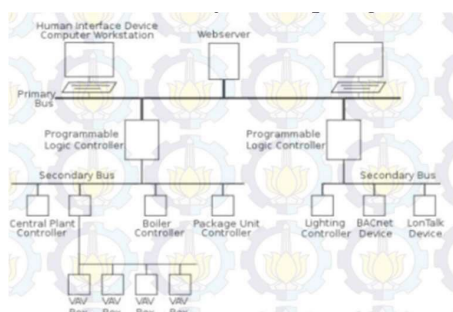 Human Interface Device
Computer Workstation
Webserver
Primary
Bus
Programmable
Logic Controller
Programmable
Logic Controller
Secondary Bus
Secondary Bus
Central Plant
Controller
Boiler
Controller
Package Unit
Controller
Lighting
Controller
BACnet
Device
LonTalk
Device
VAV
VAV
VAV
VAV